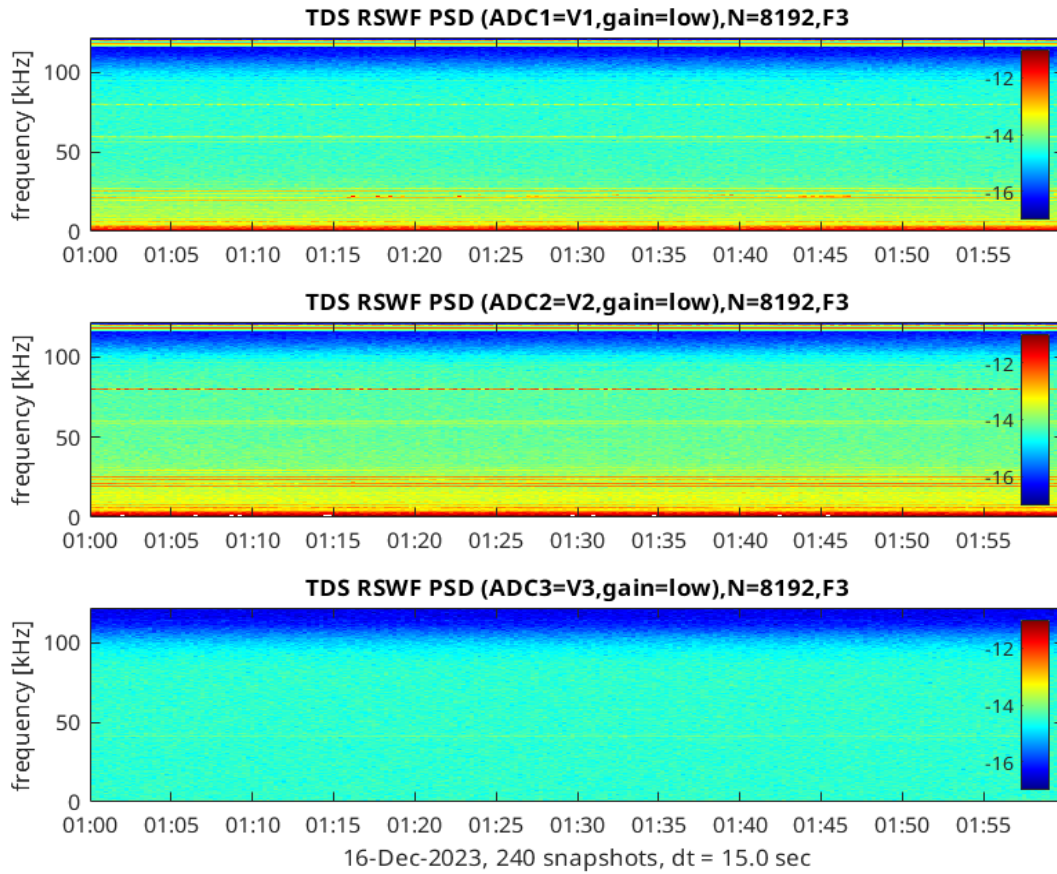 TDS RSWF PSD (ADC1=V1,gain=low),N=8192,F3
frequency [kHz]
100
50
0
-12
-14
-16
01:00 01:05 01:10 01:15 01:20 01:25 01:30 01:35 01:40 01:45 01:50 01:55
TDS RSWF PSD (ADC2=V2,gain=low),N=8192,F3
frequency [kHz]
100
50
0
-12
-14
-16
01:00 01:05 01:10 01:15 01:20 01:25 01:30 01:35 01:40 01:45 01:50 01:55
TDS RSWF PSD (ADC3=V3,gain=low),N=8192,F3
frequency [kHz]
100
50
0
-12
-14
-16
01:00 01:05 01:10 01:15 01:20 01:25 01:30 01:35 01:40 01:45 01:50 01:55
16-Dec-2023, 240 snapshots, dt = 15.0 sec